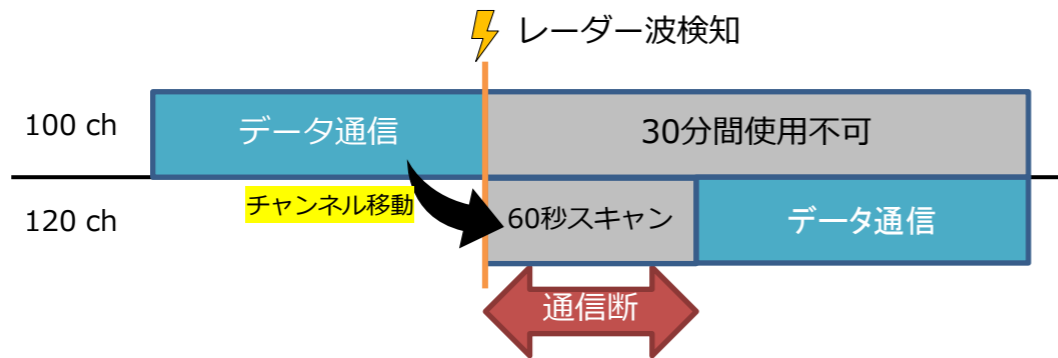 レーダー波検知
100 ch
データ通信
30分間使用不可
チャンネル移動
120 ch
60秒スキャン
データ通信
通信断